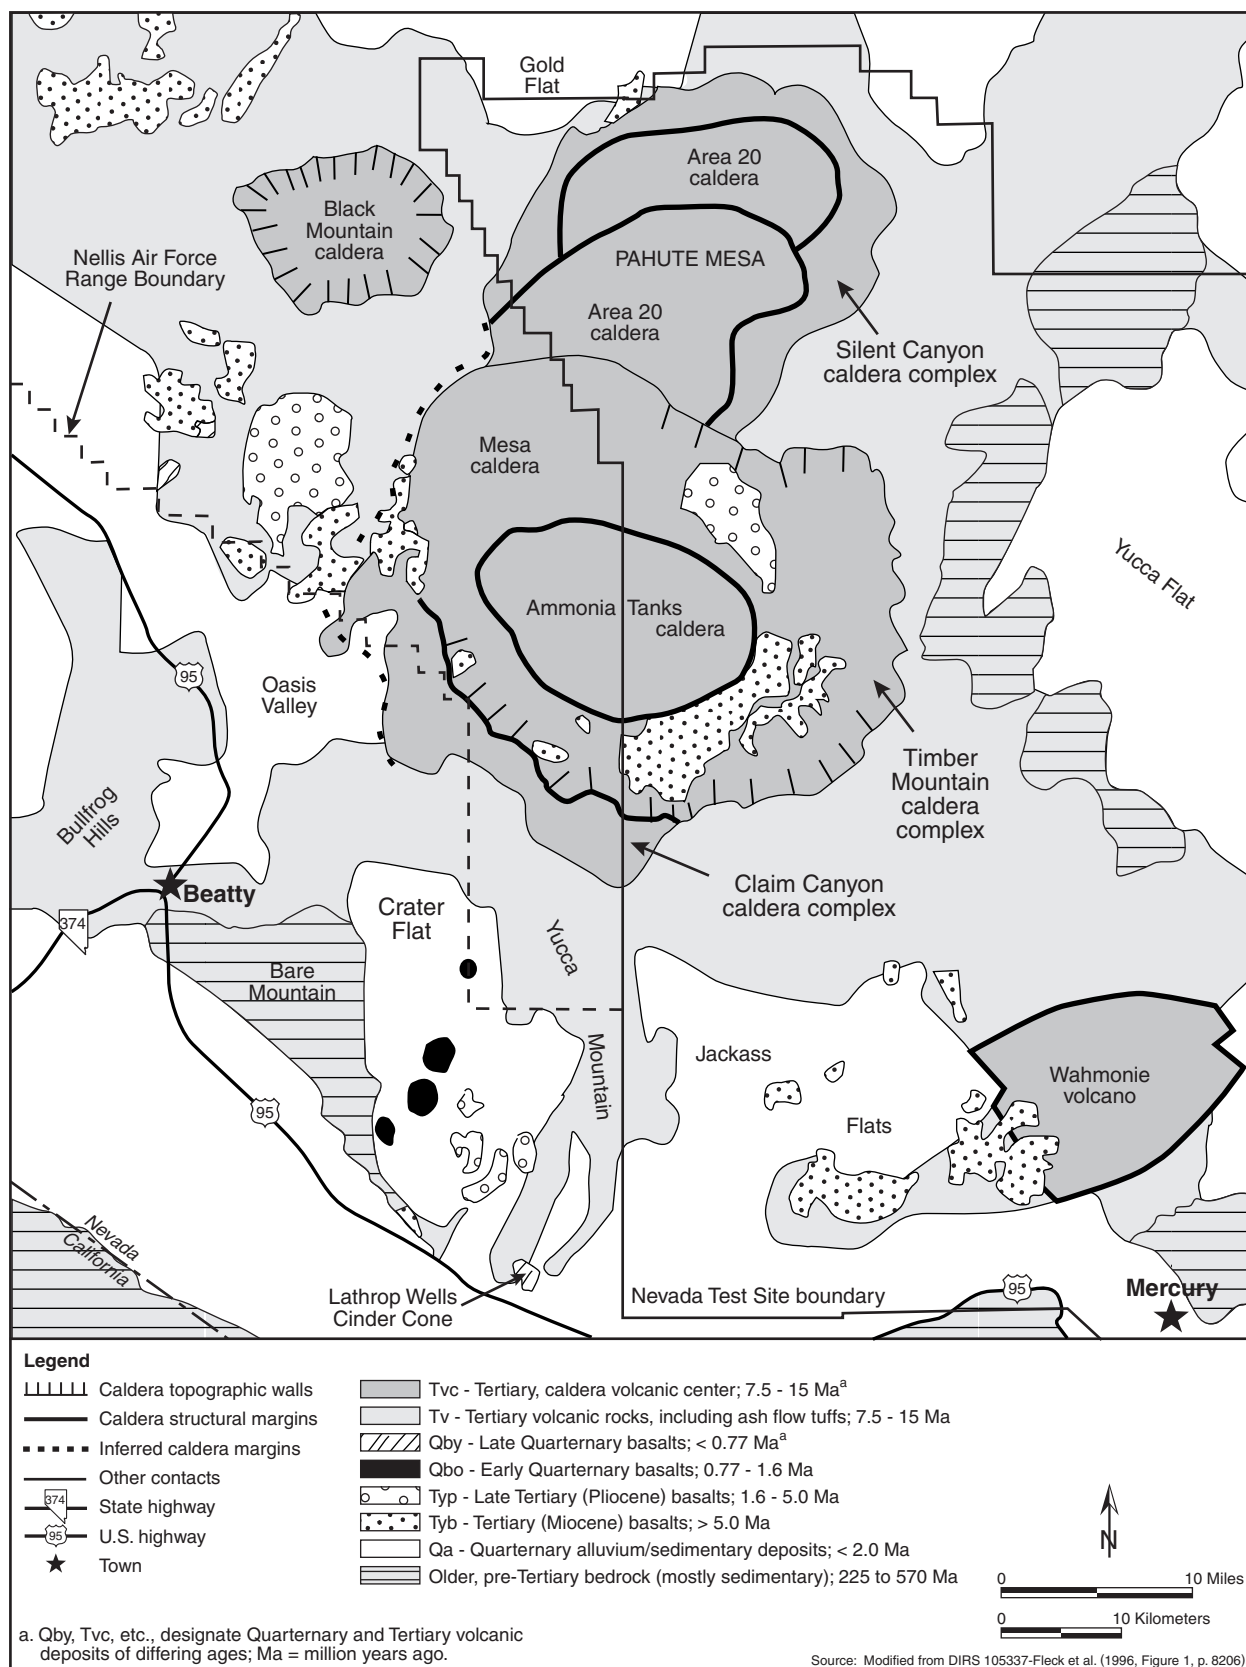 Gold
Flat
Area 20
caldera
Black
Mountain
caldera
Nellis Air Force
Range Boundary
PAHUTE MESA
Area 20
caldera
Silent Canyon
caldera complex
Mesa
caldera
Yucca Flat
Ammonia Tanks
caldera
95
Oasis
Valley
Timber
Mountain
caldera
complex
Bullfrog
Hills
Beatty
Claim Canyon
caldera complex
374
Crater
Flat
Yucca
Mountain
Bare
Mountain
Jackass
Flats
Wahmonie
volcano
95
Nevada
California
Lathrop Wells
Cinder Cone
Nevada Test Site boundary
95
Mercury
Legend
Caldera topographic walls
Caldera structural margins
Inferred caldera margins
Other contacts
374
State highway
95
U.S. highway
Town
Tvc - Tertiary, caldera volcanic center; 7.5 - 15 Maa
Tv - Tertiary volcanic rocks, including ash flow tuffs; 7.5 - 15 Ma
Qby - Late Quarternary basalts; < 0.77 Maa
Qbo - Early Quarternary basalts; 0.77 - 1.6 Ma
Typ - Late Tertiary (Pliocene) basalts; 1.6 - 5.0 Ma
Tyb - Tertiary (Miocene) basalts; > 5.0 Ma
Qa - Quarternary alluvium/sedimentary deposits; < 2.0 Ma
Older, pre-Tertiary bedrock (mostly sedimentary); 225 to 570 Ma
N
0 10 Miles
0 10 Kilometers
a. Qby, Tvc, etc., designate Quarternary and Tertiary volcanic
deposits of differing ages; Ma = million years ago.
Source: Modified from DIRS 105337-Fleck et al. (1996, Figure 1, p. 8206)